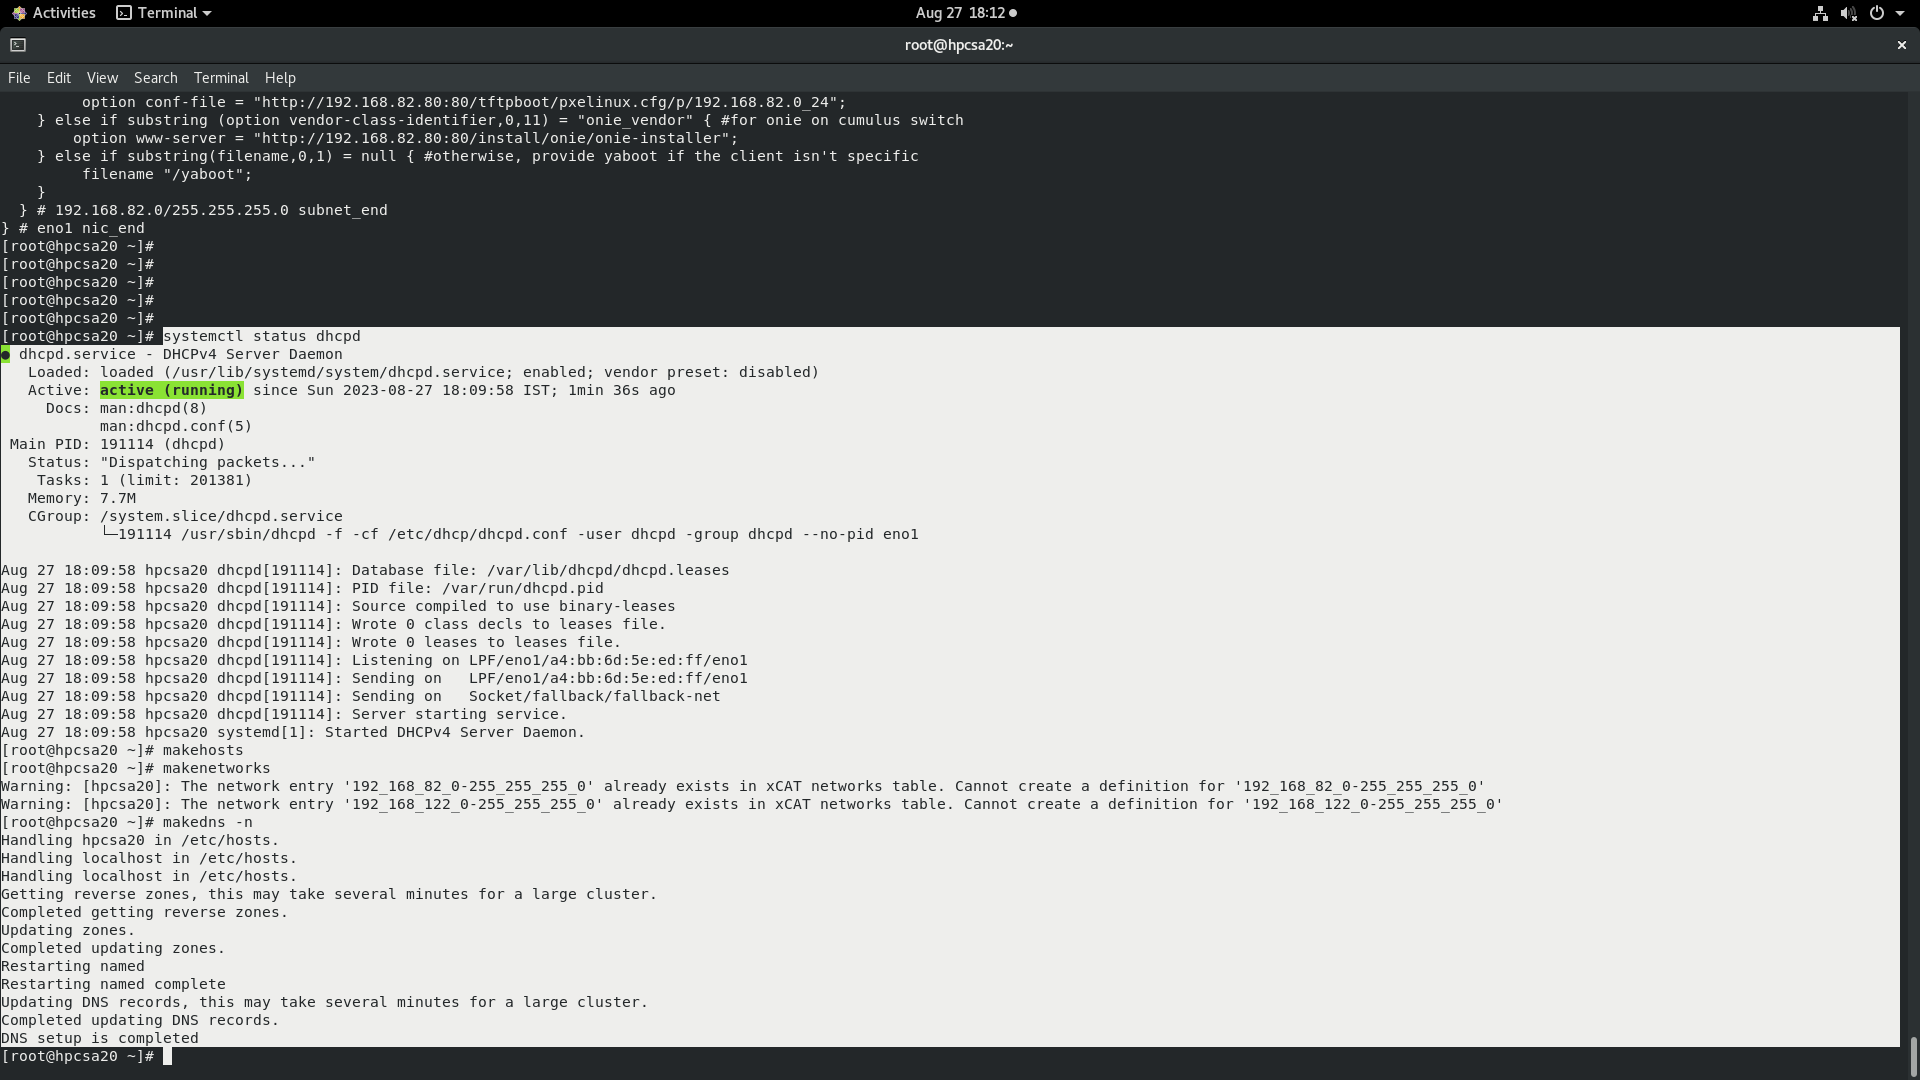 Activities Terminal Aug 27 18:12
root@hpcsa20:~
File Edit View Search Terminal Help
         option conf-file = "http://192.168.82.80:80/tftpboot/pxelinux.cfg/p/192.168.82.0_24";
    } else if substring (option vendor-class-identifier,0,11) = "onie_vendor" { #for onie on cumulus switch
        option www-server = "http://192.168.82.80:80/install/onie/onie-installer";
    } else if substring(filename,0,1) = null { #otherwise, provide yaboot if the client isn't specific
         filename "/yaboot";
    }
  } # 192.168.82.0/255.255.255.0 subnet_end
} # eno1 nic_end
[root@hpcsa20 ~]#
[root@hpcsa20 ~]#
[root@hpcsa20 ~]#
[root@hpcsa20 ~]#
[root@hpcsa20 ~]#
[root@hpcsa20 ~]# systemctl status dhcpd
● dhcpd.service - DHCPv4 Server Daemon
   Loaded: loaded (/usr/lib/systemd/system/dhcpd.service; enabled; vendor preset: disabled)
   Active: active (running) since Sun 2023-08-27 18:09:58 IST; 1min 36s ago
     Docs: man:dhcpd(8)
           man:dhcpd.conf(5)
 Main PID: 191114 (dhcpd)
   Status: "Dispatching packets..."
    Tasks: 1 (limit: 201381)
   Memory: 7.7M
   CGroup: /system.slice/dhcpd.service
           └─191114 /usr/sbin/dhcpd -f -cf /etc/dhcp/dhcpd.conf -user dhcpd -group dhcpd --no-pid eno1

Aug 27 18:09:58 hpcsa20 dhcpd[191114]: Database file: /var/lib/dhcpd/dhcpd.leases
Aug 27 18:09:58 hpcsa20 dhcpd[191114]: PID file: /var/run/dhcpd.pid
Aug 27 18:09:58 hpcsa20 dhcpd[191114]: Source compiled to use binary-leases
Aug 27 18:09:58 hpcsa20 dhcpd[191114]: Wrote 0 class decls to leases file.
Aug 27 18:09:58 hpcsa20 dhcpd[191114]: Wrote 0 leases to leases file.
Aug 27 18:09:58 hpcsa20 dhcpd[191114]: Listening on LPF/eno1/a4:bb:6d:5e:ed:ff/eno1
Aug 27 18:09:58 hpcsa20 dhcpd[191114]: Sending on   LPF/eno1/a4:bb:6d:5e:ed:ff/eno1
Aug 27 18:09:58 hpcsa20 dhcpd[191114]: Sending on   Socket/fallback/fallback-net
Aug 27 18:09:58 hpcsa20 dhcpd[191114]: Server starting service.
Aug 27 18:09:58 hpcsa20 systemd[1]: Started DHCPv4 Server Daemon.
[root@hpcsa20 ~]# makehosts
[root@hpcsa20 ~]# makenetworks
Warning: [hpcsa20]: The network entry '192_168_82_0-255_255_255_0' already exists in xCAT networks table. Cannot create a definition for '192_168_82_0-255_255_255_0'
Warning: [hpcsa20]: The network entry '192_168_122_0-255_255_255_0' already exists in xCAT networks table. Cannot create a definition for '192_168_122_0-255_255_255_0'
[root@hpcsa20 ~]# makedns -n
Handling hpcsa20 in /etc/hosts.
Handling localhost in /etc/hosts.
Handling localhost in /etc/hosts.
Getting reverse zones, this may take several minutes for a large cluster.
Completed getting reverse zones.
Updating zones.
Completed updating zones.
Restarting named
Restarting named complete
Updating DNS records, this may take several minutes for a large cluster.
Completed updating DNS records.
DNS setup is completed
[root@hpcsa20 ~]#